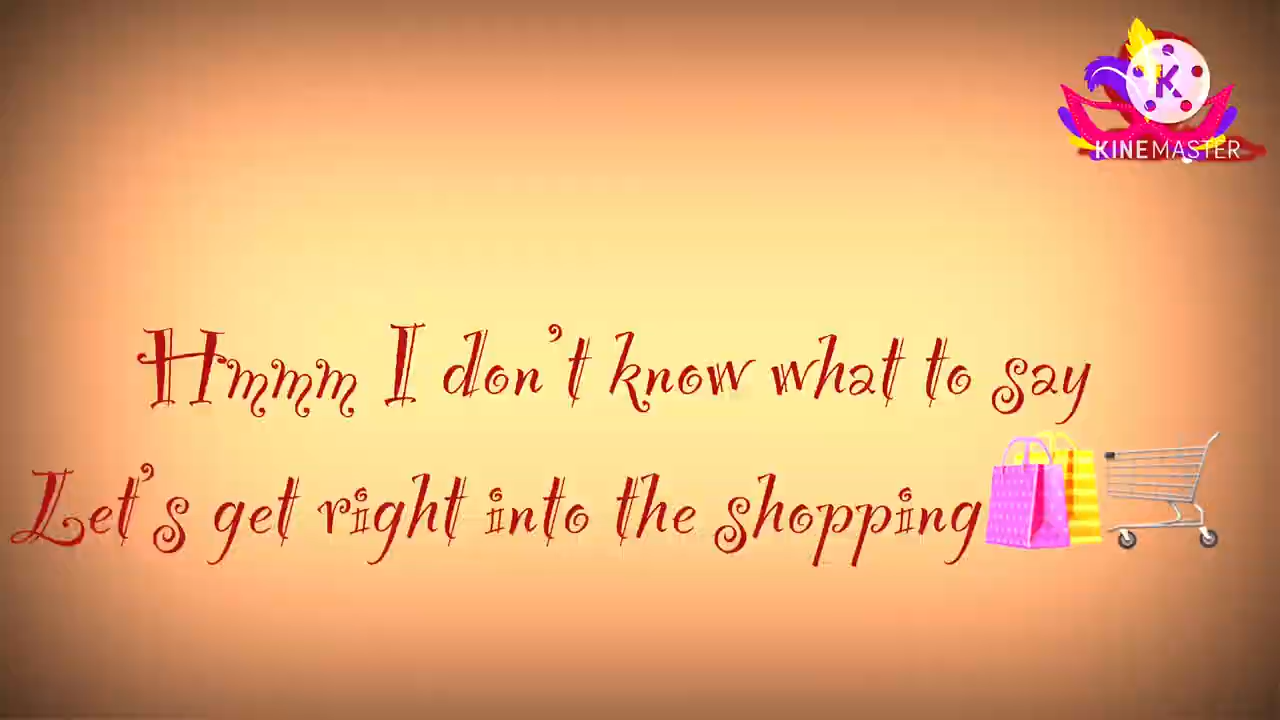 KINEMASTER
Hmmm I don't know what to say
Let's get right into the shopping🛍🛒